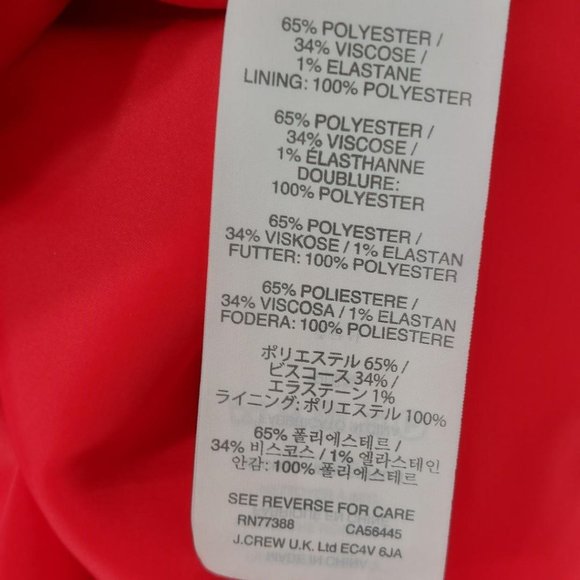 65% POLYESTER /
34% VISCOSE /
1% ELASTANE
LINING: 100% POLYESTER
65% POLYESTER /
34% VISCOSE /
1% ÉLASTHANNE
DOUBLURE:
100% POLYESTER
65% POLYESTER /
34% VISKOSE / 1% ELASTAN
FUTTER: 100% POLYESTER
65% POLIESTERE /
34% VISCOSA / 1% ELASTAN
FODERA: 100% POLIESTERE
ポリエステル 65% /
ビスコース 34% /
エラステーン 1%
ライニング: ポリエステル 100%
65% 폴리에스테르 /
34% 비스코스 / 1% 엘라스테인
안감: 100% 폴리에스테르
SEE REVERSE FOR CARE
RN77388 CA56445
J.CREW U.K. Ltd EC4V 6JA